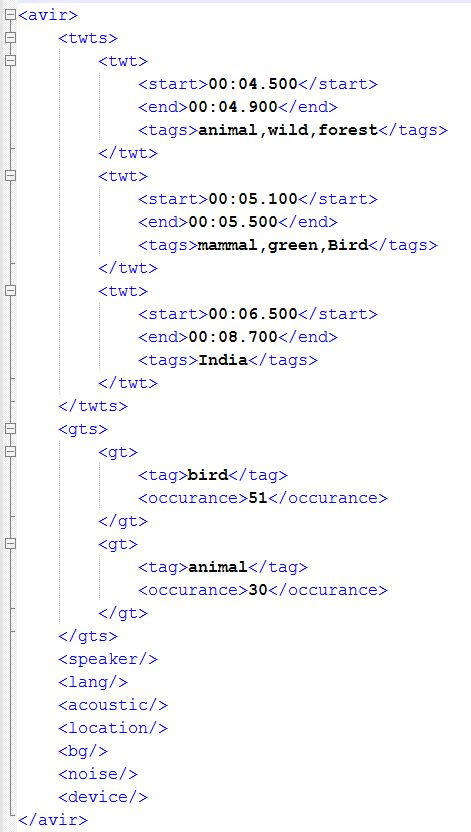 <avir>
<twts>
<twt>
<start>00:04.500</start>
<end>00:04.900</end>
<tags>animal,wild,forest</tags>
</twt>
<twt>
<start>00:05.100</start>
<end>00:05.500</end>
<tags>mammal,green,Bird</tags>
</twt>
<twt>
<start>00:06.500</start>
<end>00:08.700</end>
<tags>India</tags>
</twt>
</twts>
<gts>
<gt>
<tag>bird</tag>
<occurance>51</occurance>
</gt>
<gt>
<tag>animal</tag>
<occurance>30</occurance>
</gt>
</gts>
<speaker/>
<lang/>
<acoustic/>
<location/>
<bg/>
<noise/>
<device/>
</avir>